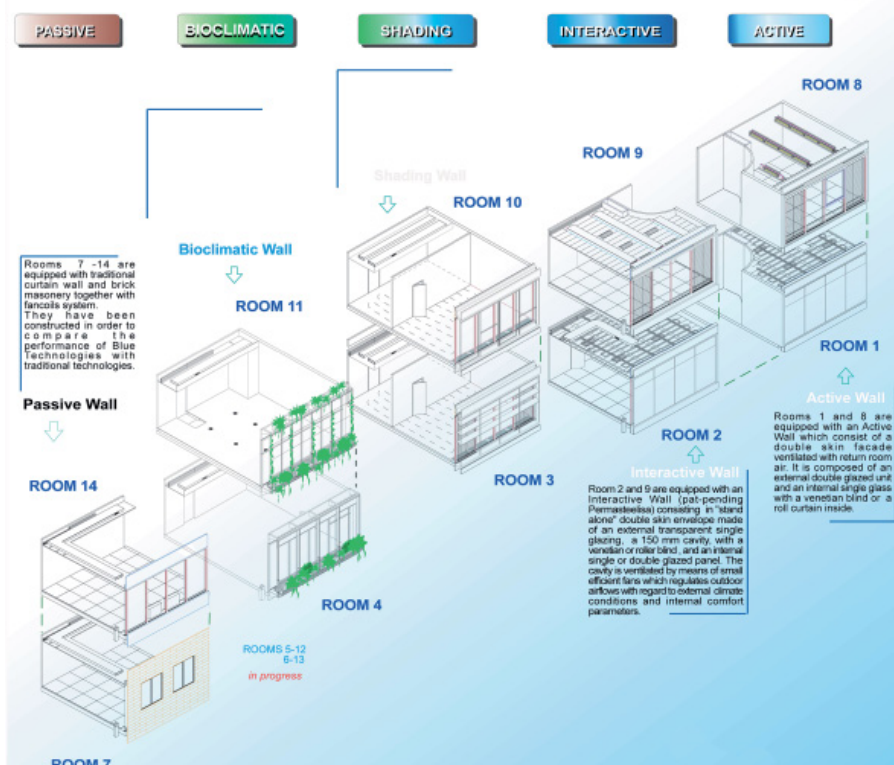 PASSIVE
BIOCLIMATIC
SHADING
INTERACTIVE
ACTIVE
ROOM 8
ROOM 9
Shading Wall
ROOM 10
Bioclimatic Wall
ROOM 11
Rooms 7 -14 are
equipped with traditional
curtain wall and brick
masonery together with
fancoils system.
They have been
constructed in order to
compare the
performance of Blue
Technologies with
traditional technologies.
Passive Wall
ROOM 14
ROOM 7
ROOM 4
ROOMS 5-12
6-13
in progress
ROOM 3
ROOM 2
Interactive Wall
Room 2 and 9 are equipped with an
Interactive Wall (pat-pending
Permasteelisa) consisting in "stand
alone" double skin envelope made
of an external transparent single
glazing, a 150 mm cavity, with a
venetian or roller blind , and an internal
single or double glazed panel. The
cavity is ventilated by means of small
efficient fans which regulates outdoor
airflows with regard to external climate
conditions and internal comfort
parameters.
ROOM 1
Active Wall
Rooms 1 and 8 are
equipped with an Active
Wall which consist of a
double skin facade
ventilated with return room
air. It is composed of an
external double glazed unit
and an internal single glass
with a venetian blind or a
roll curtain inside.